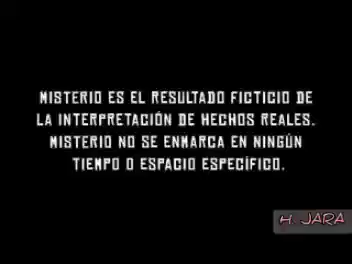 MISTERIO ES EL RESULTADO FICTICIO DE
LA INTERPRETACIÓN DE HECHOS REALES.
MISTERIO NO SE ENMARCA EN NINGÚN
TIEMPO O ESPACIO ESPECÍFICO.
H. JARA